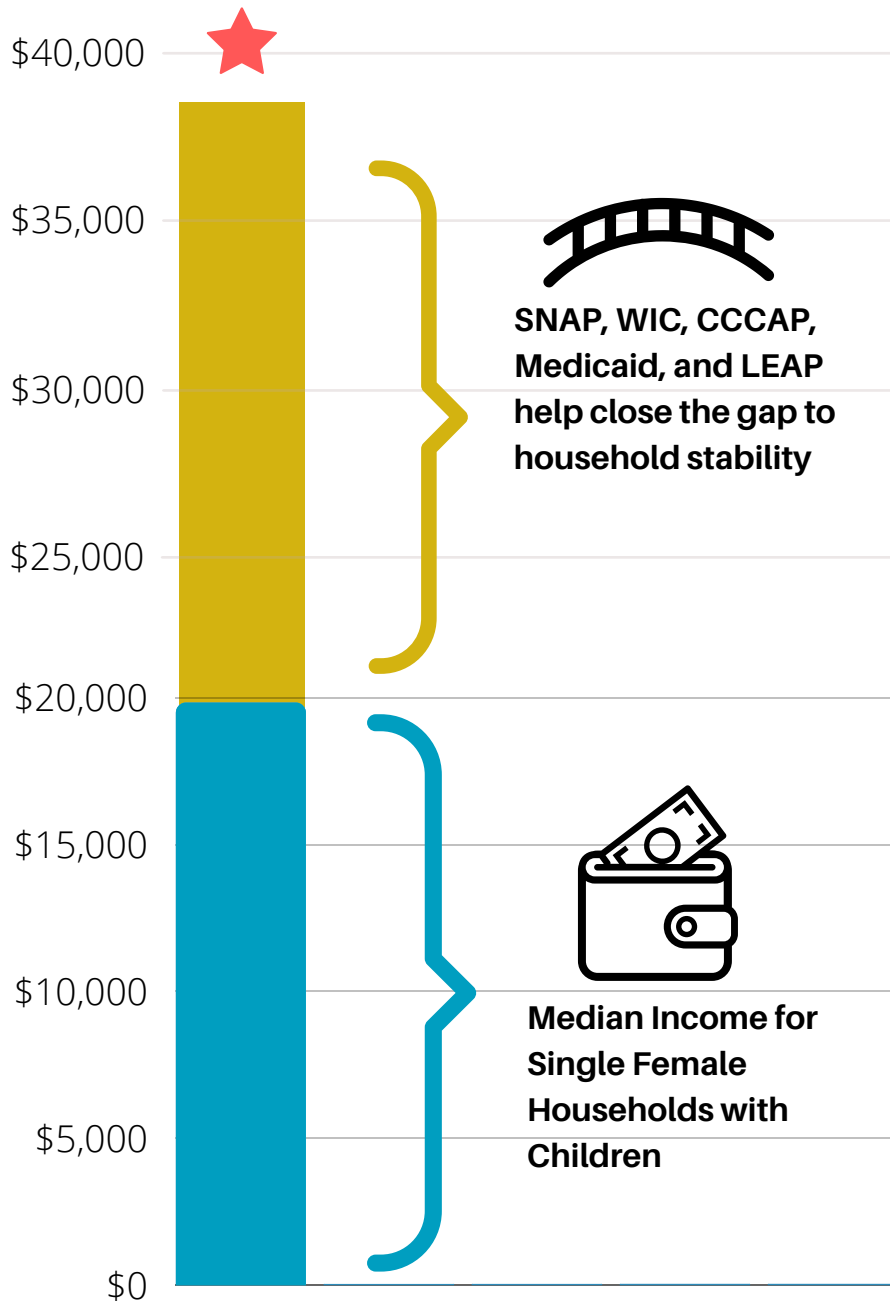 $40,000
$35,000
SNAP, WIC, CCCAP,
Medicaid, and LEAP
help close the gap to
household stability
$30,000
$25,000
$20,000
$15,000
$10,000
Median Income for
Single Female
Households with
Children
$5,000
$0